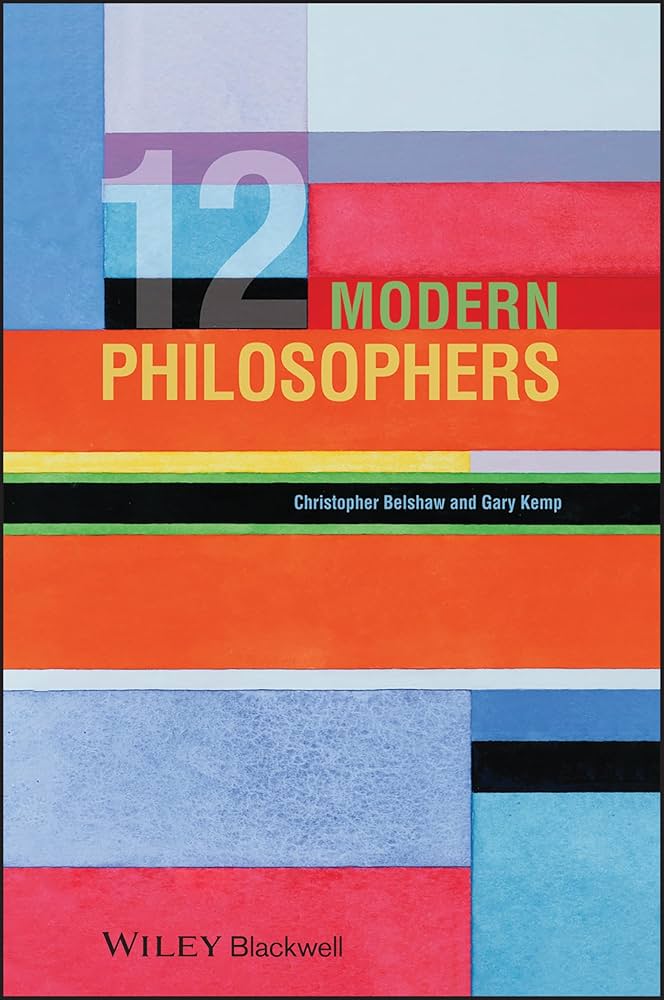 12
MODERN
PHILOSOPHERS
Christopher Belshaw and Gary Kemp
WILEY Blackwell